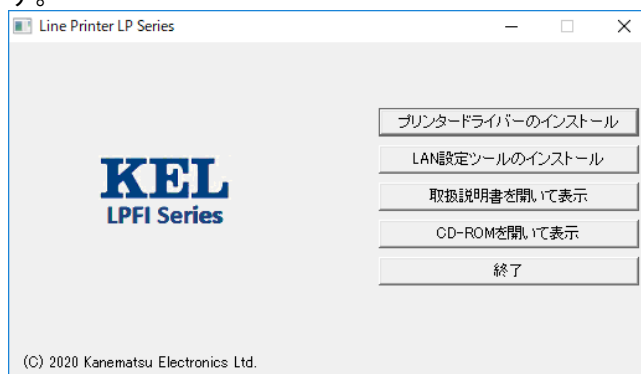 す。
Line Printer LP Series
プリンタードライバーのインストール
LAN設定ツールのインストール
KEL
取扱説明書を開いて表示
LPFI Series
CD-ROMを開いて表示
終了
(C) 2020 Kanematsu Electronics Ltd.